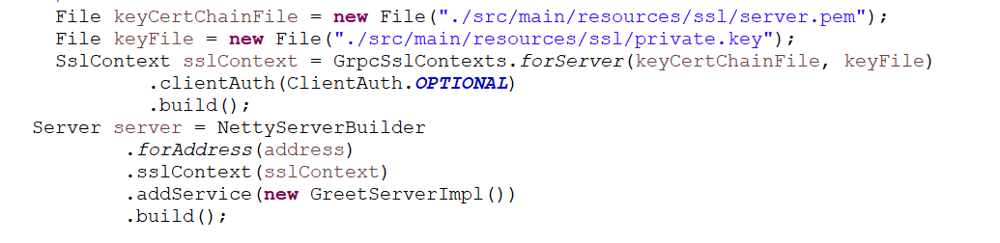 File keyCertChainFile = new File("./src/main/resources/ssl/server.pem");
File keyFile = new File("./src/main/resources/ssl/private.key");
SslContext sslContext = GrpcSslContexts.forServer(keyCertChainFile, keyFile)
.clientAuth(ClientAuth.OPTIONAL)
.build();
Server server = NettyServerBuilder
.forAddress(address)
.sslContext(sslContext)
.addService(new GreetServerImpl())
.build();